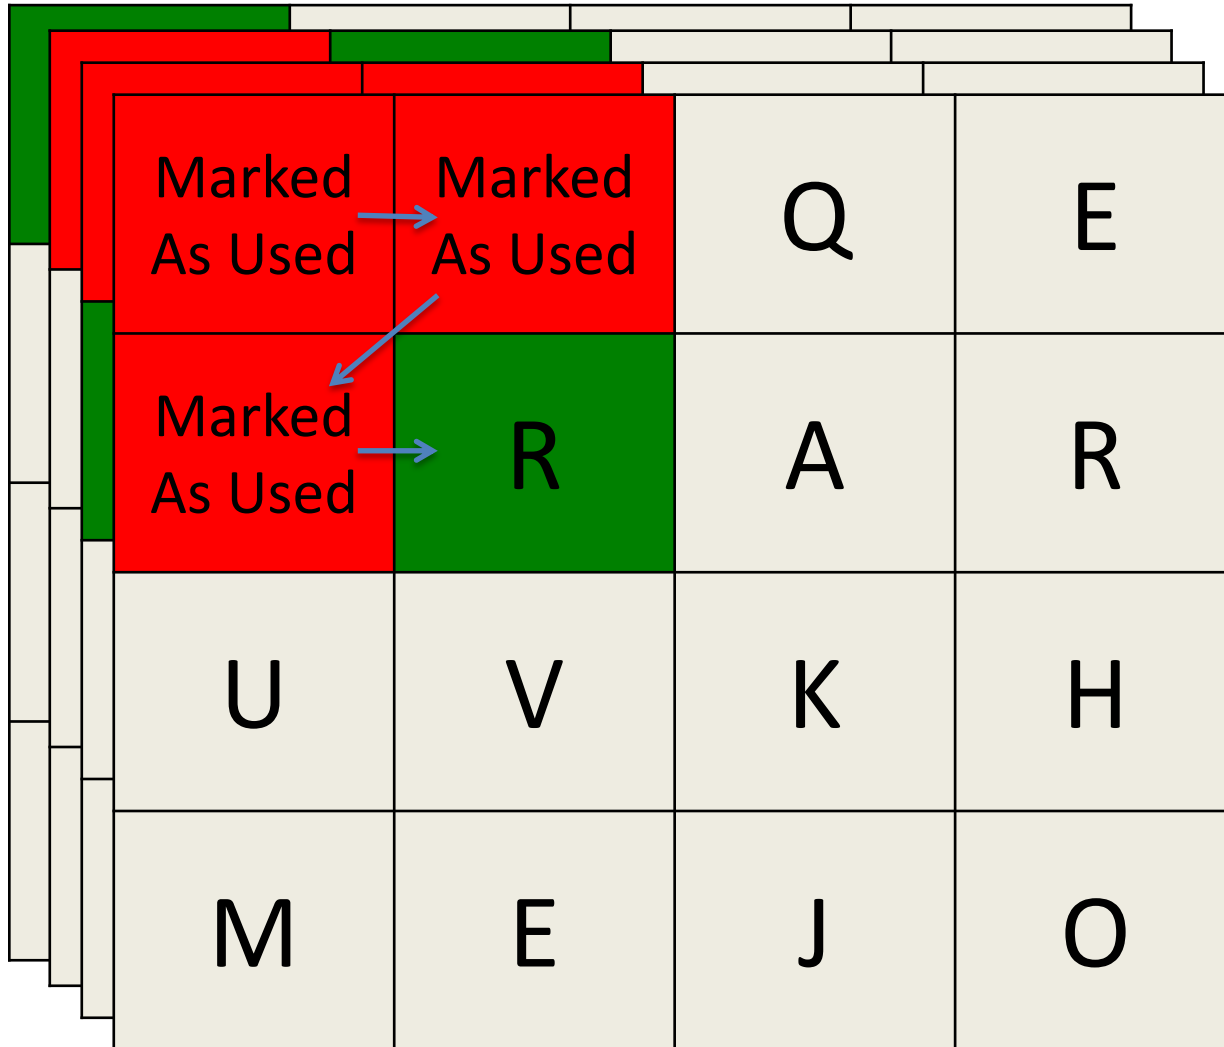 Marked As Used Marked As Used Q E
Marked As Used R A R
U V K H
M E J O